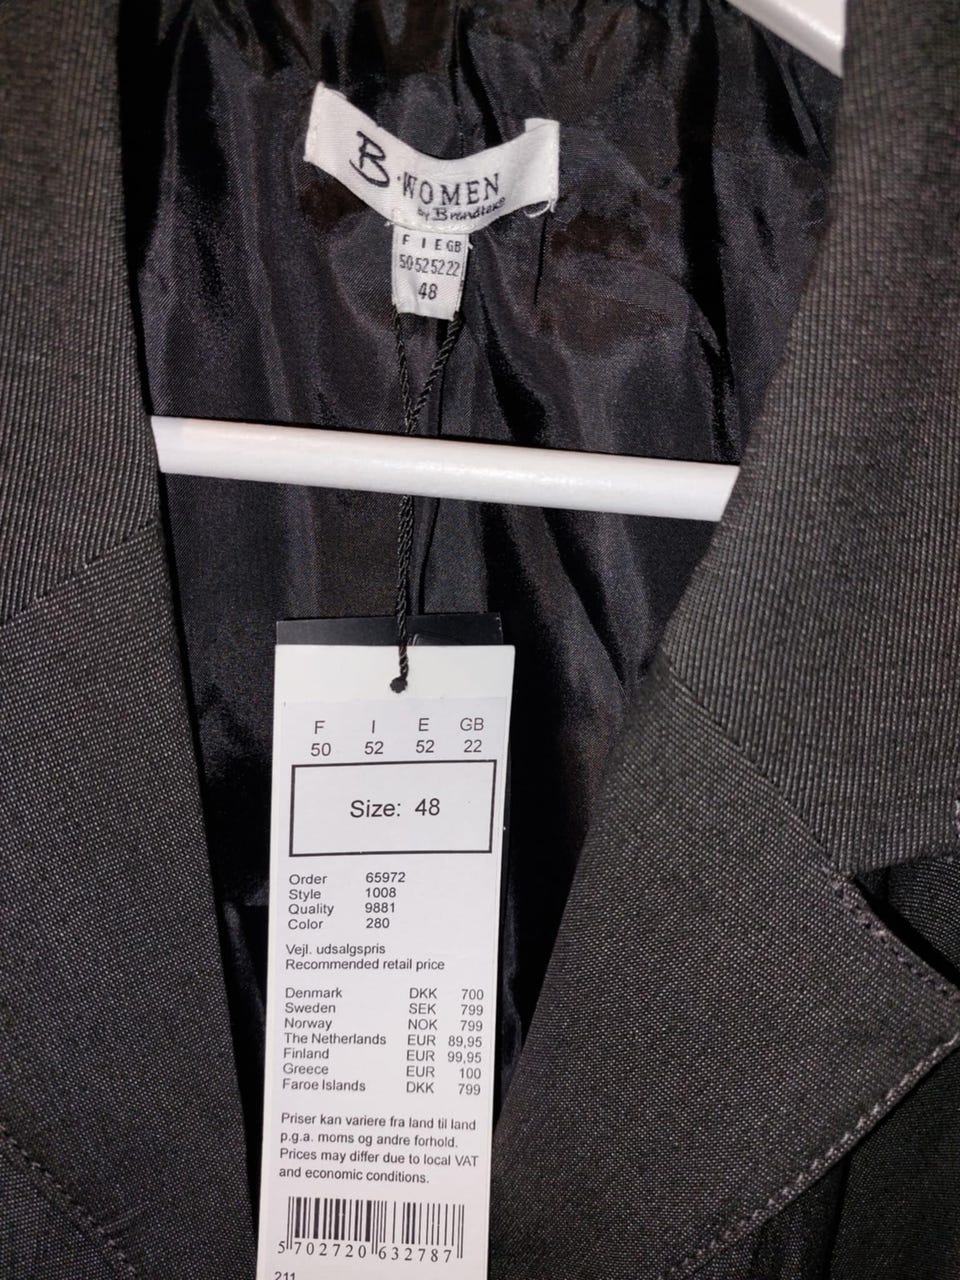 B.WOMEN
by Brandtex®
F I E GB
50 52 52 22
48
F I E GB
50 52 52 22
Size: 48
Order 65972
Style 1008
Quality 9881
Color 280
Vejl. udsalgspris
Recommended retail price
Denmark DKK 700
Sweden SEK 799
Norway NOK 799
The Netherlands EUR 89,95
Finland EUR 99,95
Greece EUR 100
Faroe Islands DKK 799
Priser kan variere fra land til land
p.g.a. moms og andre forhold.
Prices may differ due to local VAT
and economic conditions.
5 702720 632787
211